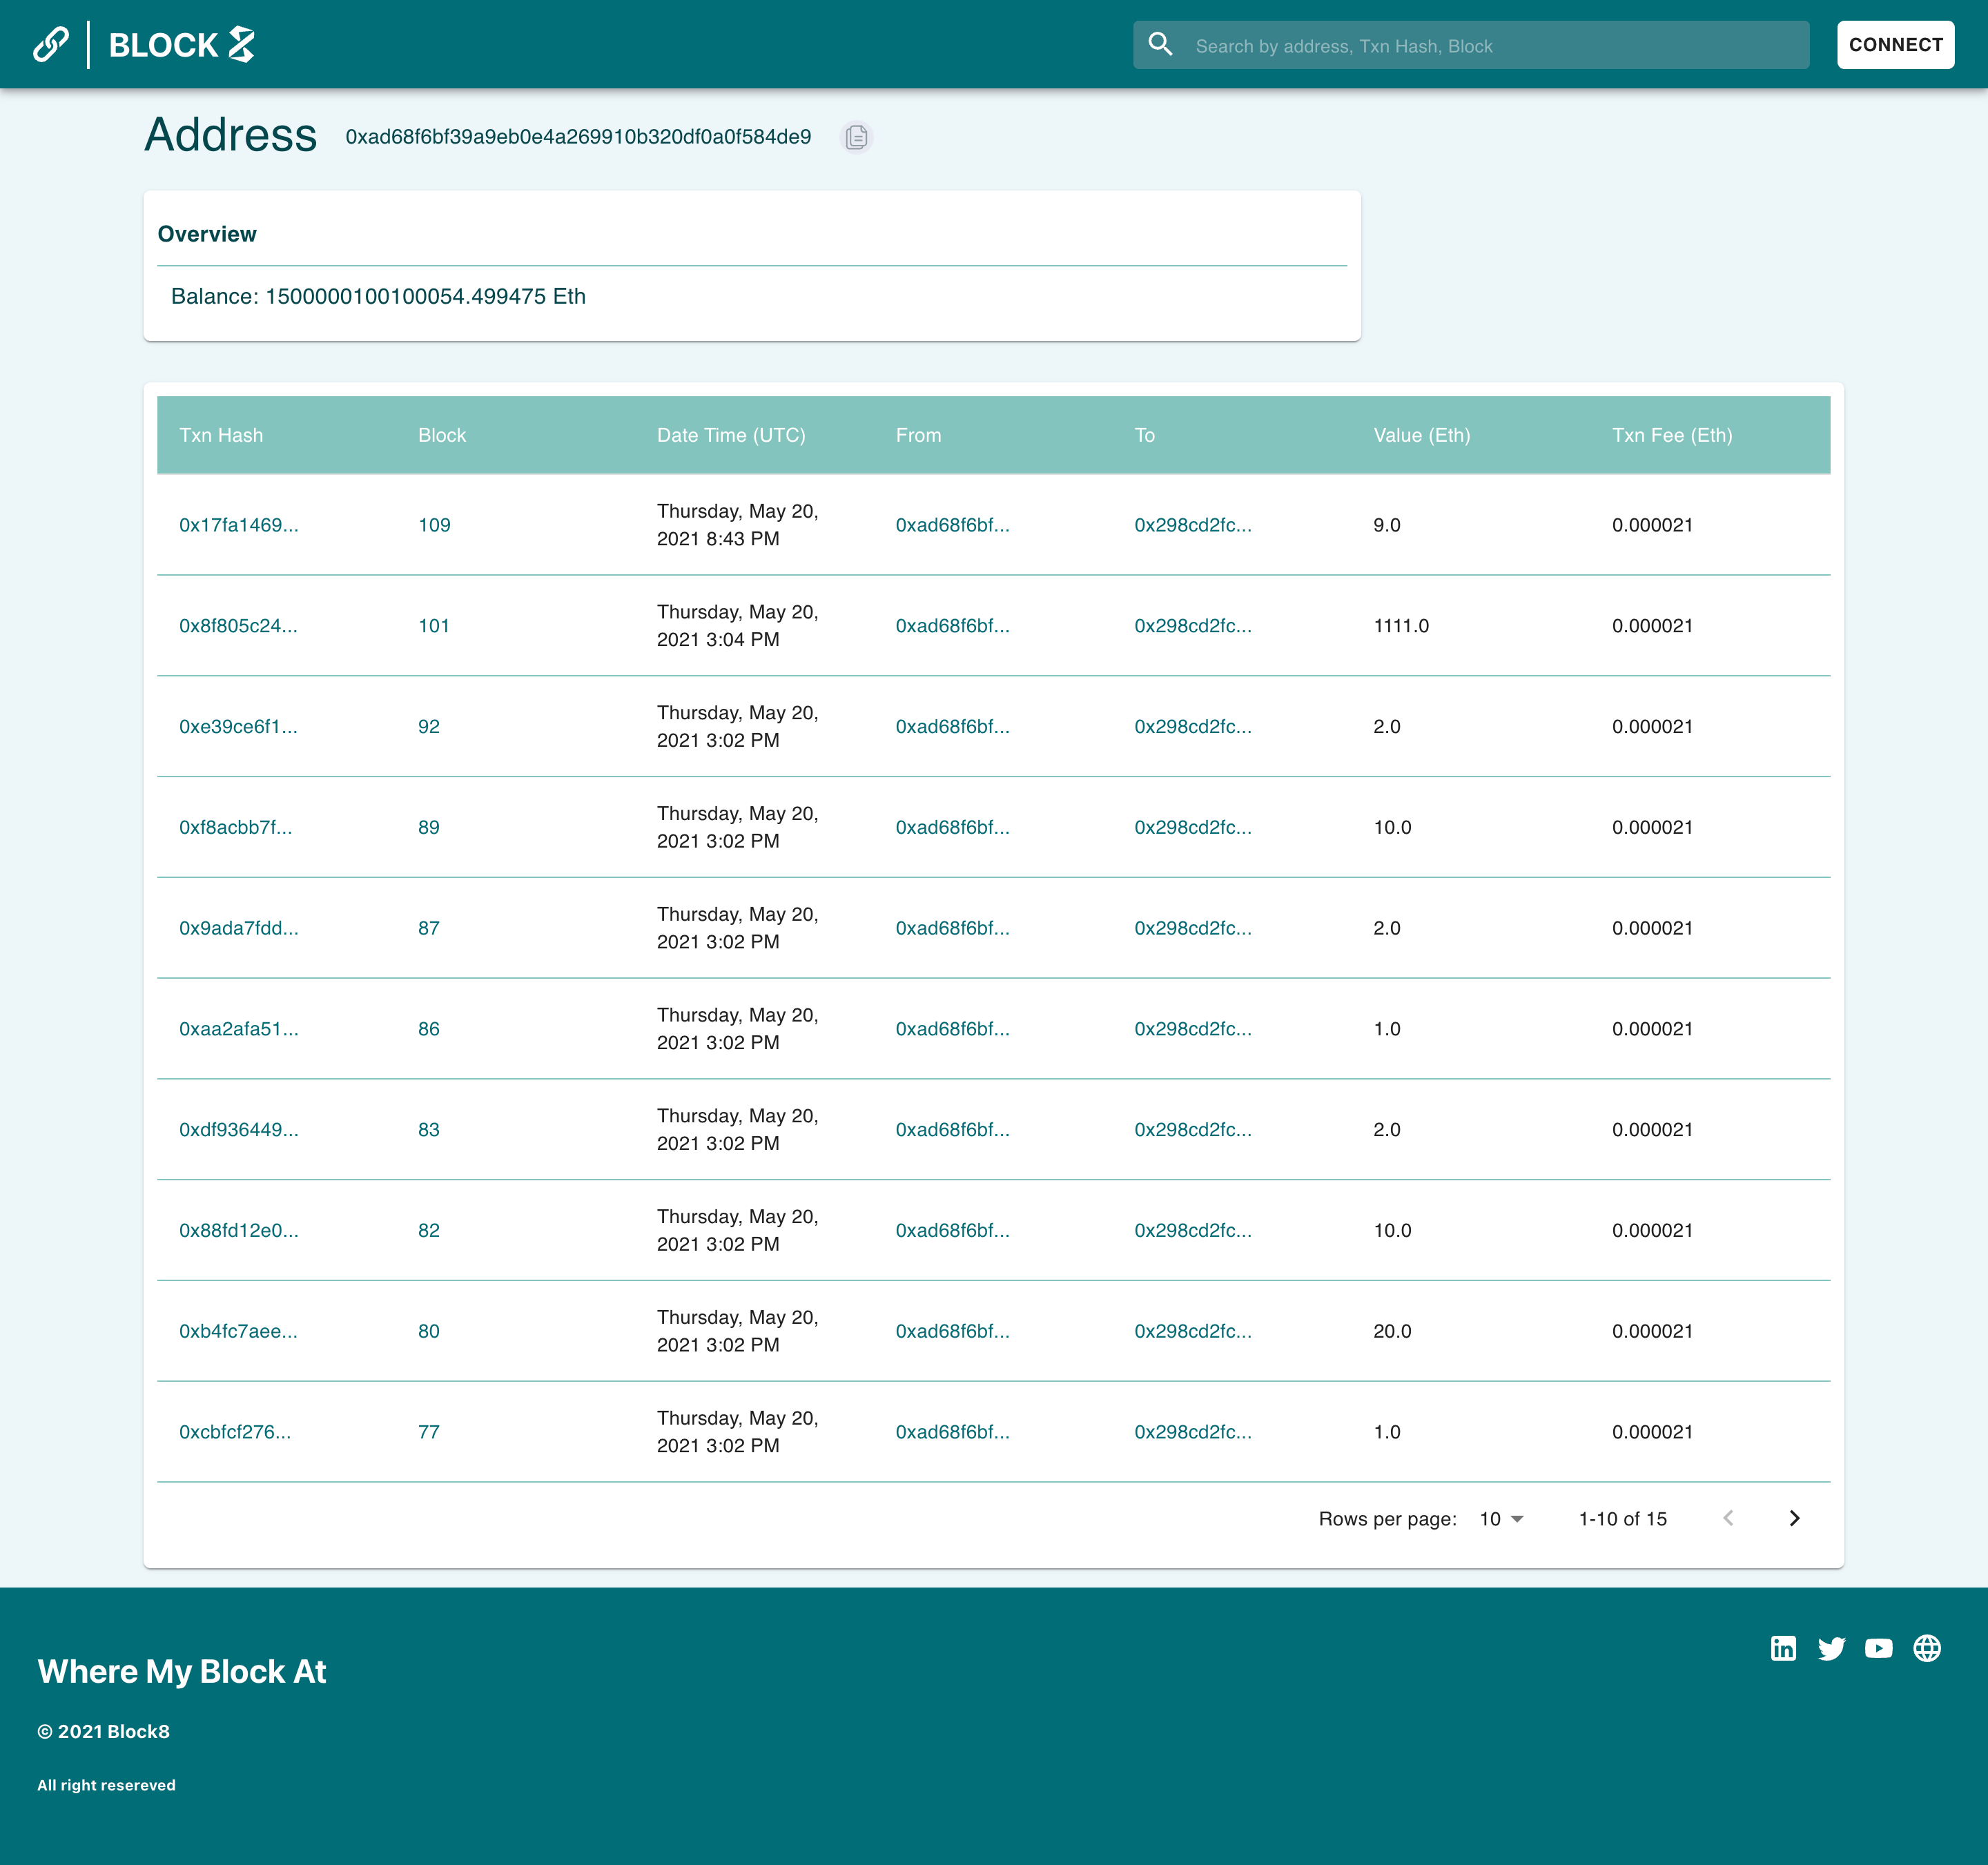 BLOCK 8
Search by address, Txn Hash, Block
CONNECT
Address 0xad68f6bf39a9eb0e4a269910b320df0a0f584de9
Overview
Balance: 1500000100100054.499475 Eth
Txn Hash Block Date Time (UTC) From To Value (Eth) Txn Fee (Eth)
0x17fa1469... 109 Thursday, May 20, 2021 8:43 PM 0xad68f6bf... 0x298cd2fc... 9.0 0.000021
0x8f805c24... 101 Thursday, May 20, 2021 3:04 PM 0xad68f6bf... 0x298cd2fc... 1111.0 0.000021
0xe39ce6f1... 92 Thursday, May 20, 2021 3:02 PM 0xad68f6bf... 0x298cd2fc... 2.0 0.000021
0xf8acbb7f... 89 Thursday, May 20, 2021 3:02 PM 0xad68f6bf... 0x298cd2fc... 10.0 0.000021
0x9ada7fdd... 87 Thursday, May 20, 2021 3:02 PM 0xad68f6bf... 0x298cd2fc... 2.0 0.000021
0xaa2afa51... 86 Thursday, May 20, 2021 3:02 PM 0xad68f6bf... 0x298cd2fc... 1.0 0.000021
0xdf936449... 83 Thursday, May 20, 2021 3:02 PM 0xad68f6bf... 0x298cd2fc... 2.0 0.000021
0x88fd12e0... 82 Thursday, May 20, 2021 3:02 PM 0xad68f6bf... 0x298cd2fc... 10.0 0.000021
0xb4fc7aee... 80 Thursday, May 20, 2021 3:02 PM 0xad68f6bf... 0x298cd2fc... 20.0 0.000021
0xcbfcf276... 77 Thursday, May 20, 2021 3:02 PM 0xad68f6bf... 0x298cd2fc... 1.0 0.000021
Rows per page: 10 1-10 of 15
Where My Block At
© 2021 Block8
All right resereved